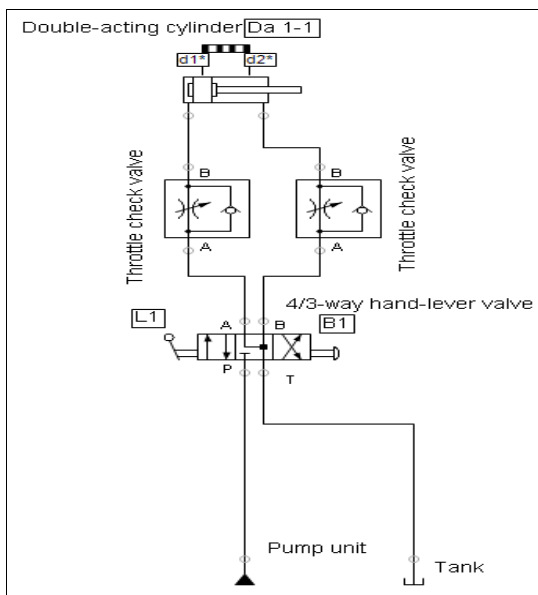 Double-acting cylinder Da 1-1
d1* d2*
Throttle check valve
B
A
B
A
Throttle check valve
4/3-way hand-lever valve
L1
A B
B1
P T
Pump unit
Tank